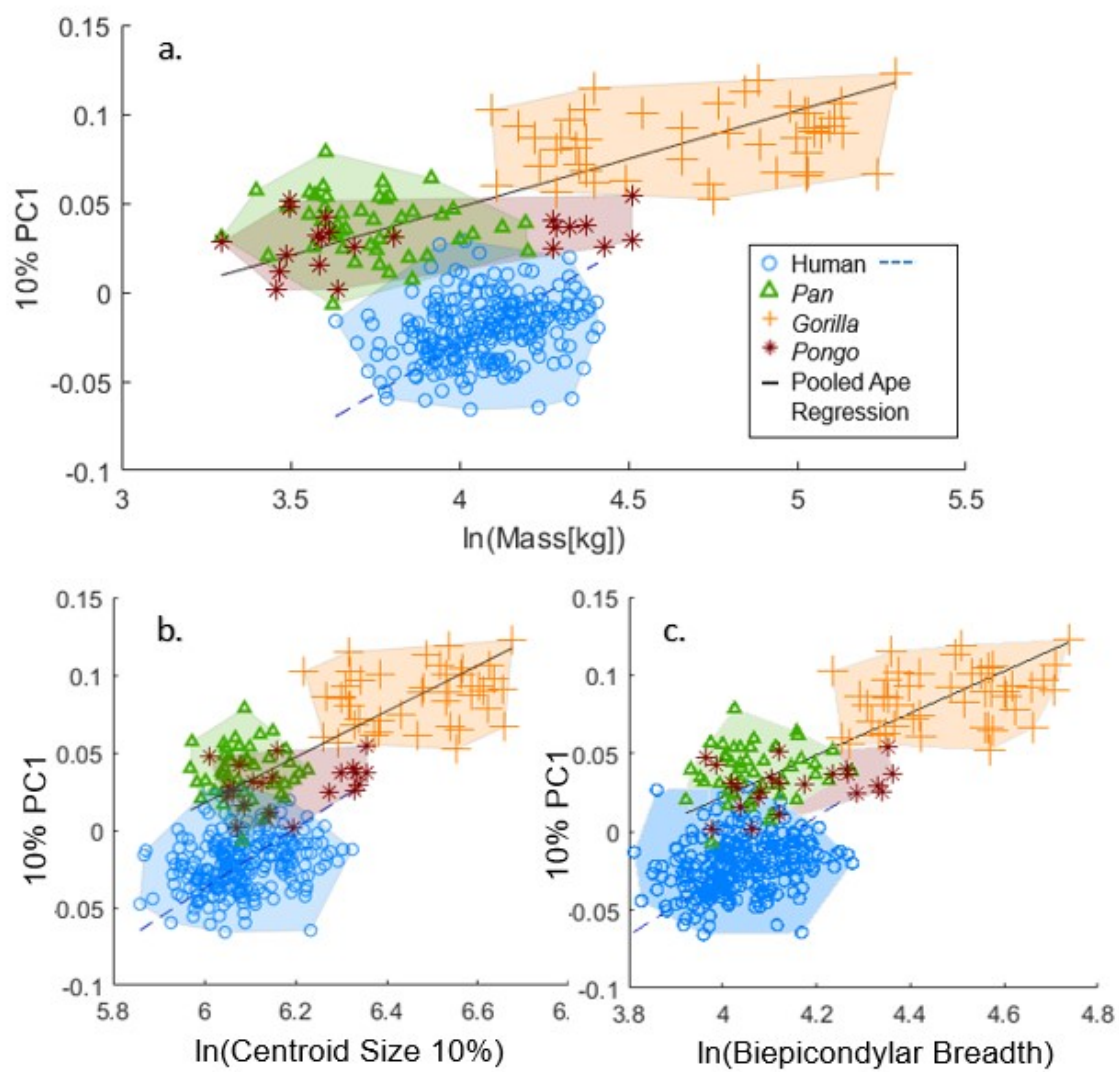 0.15
a.
0.1
0.05
0
-0.05
-0.1
10% PC1
3
3.5
4
4.5
5
5.5
ln(Mass[kg])
Human
Pan
Gorilla
Pongo
Pooled Ape
Regression
0.15
b.
0.1
0.05
0
-0.05
-0.1
10% PC1
5.8
6
6.2
6.4
6.6
6.
ln(Centroid Size 10%)
0.15
c.
0.1
0.05
0
-0.05
-0.1
10% PC1
3.8
4
4.2
4.4
4.6
4.8
ln(Biepicondylar Breadth)